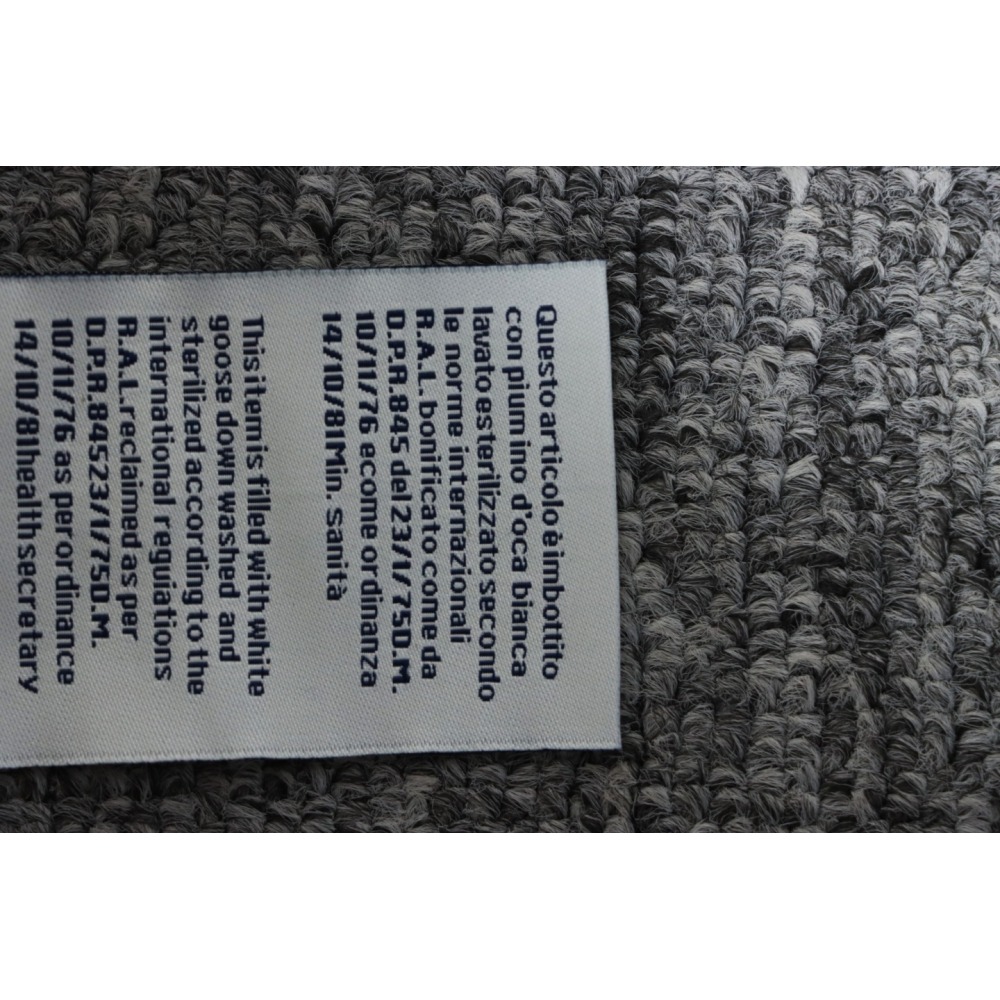 Questo articolo è imbottito
con piumino d'oca bianca
lavato e sterilizzato secondo
le norme internazionali
R.A.L. bonificato come da
D.P.R. 845 del 23/1/75 D.M.
10/11/76 e come ordinanza
14/10/81 Min. sanità
This item is filled with white
goose down washed and
sterilized according to the
international reguiations
R.A.L. reclaimed as per
D.P.R. 845 23/1/75 D.M.
10/11/76 as per ordinance
14/10/81 health secretary